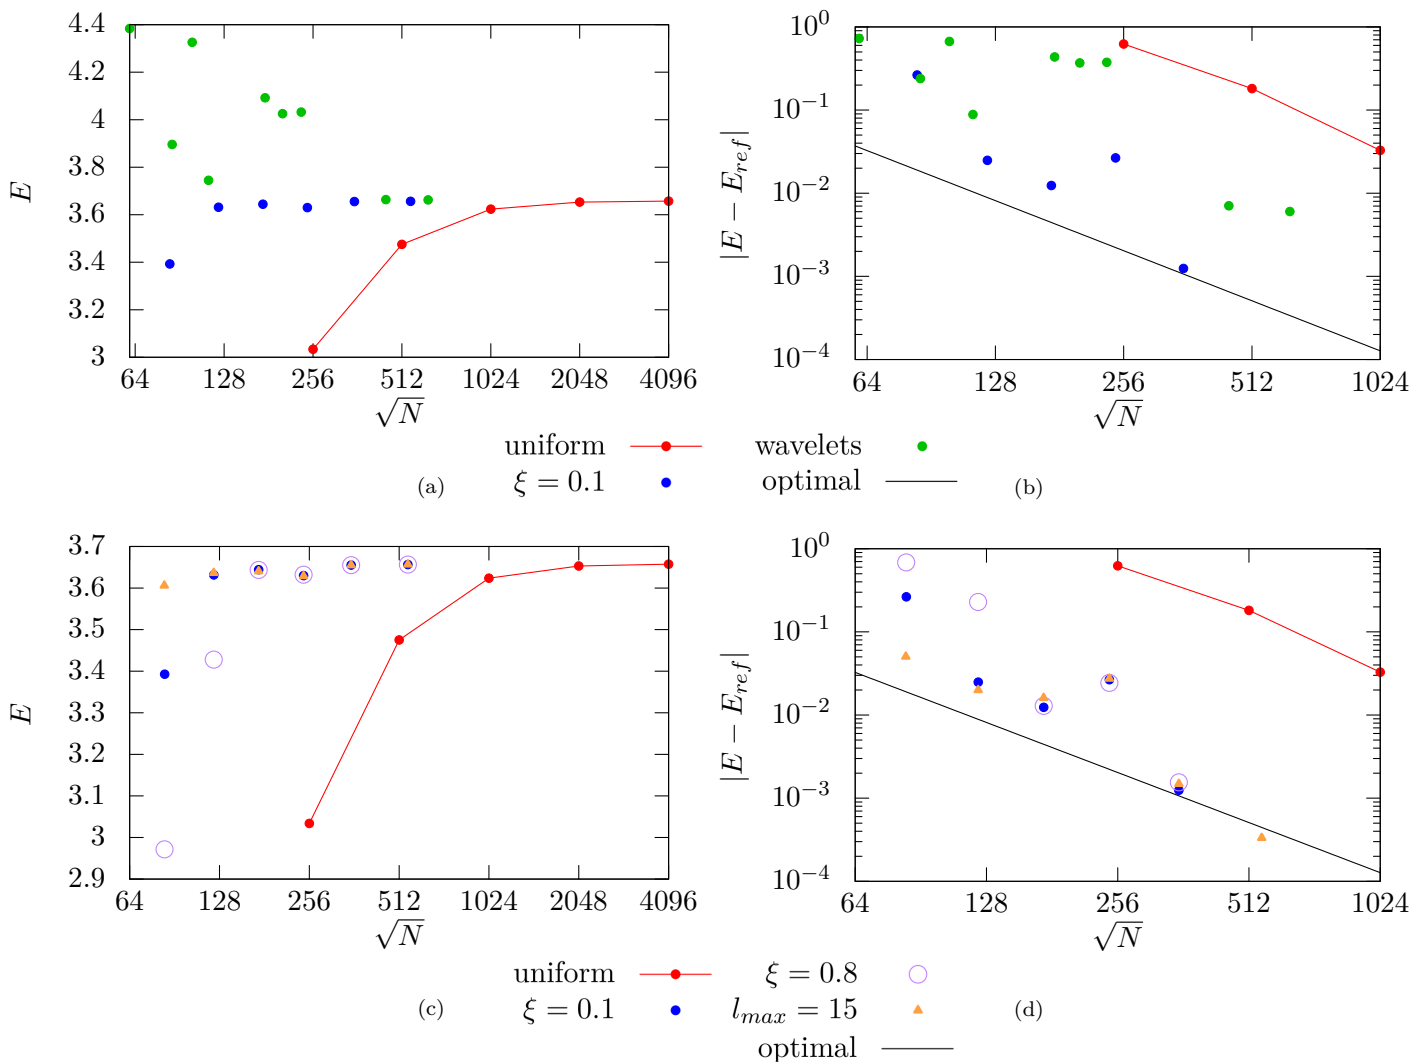 4.4
4.2
4
3.8
3.6
3.4
3.2
3
E
64 128 256 512 1024 2048 4096
√N
10^0
10^-1
10^-2
10^-3
10^-4
|E − E_ref|
64 128 256 512 1024
√N
uniform
wavelets
ξ = 0.1
optimal
(a)
(b)
3.7
3.6
3.5
3.4
3.3
3.2
3.1
3
2.9
E
64 128 256 512 1024 2048 4096
√N
10^0
10^-1
10^-2
10^-3
10^-4
|E − E_ref|
64 128 256 512 1024
√N
uniform
ξ = 0.8
ξ = 0.1
l_max = 15
optimal
(c)
(d)